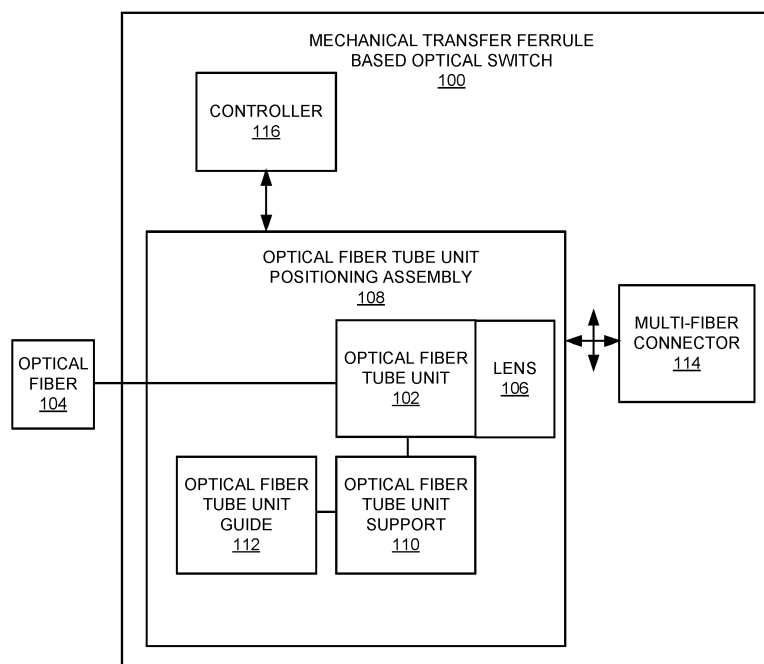 MECHANICAL TRANSFER FERRULE
BASED OPTICAL SWITCH
100
CONTROLLER
116
OPTICAL FIBER TUBE UNIT
POSITIONING ASSEMBLY
108
OPTICAL
FIBER
104
OPTICAL FIBER
TUBE UNIT
102
LENS
106
MULTI-FIBER
CONNECTOR
114
OPTICAL FIBER
TUBE UNIT
GUIDE
112
OPTICAL FIBER
TUBE UNIT
SUPPORT
110